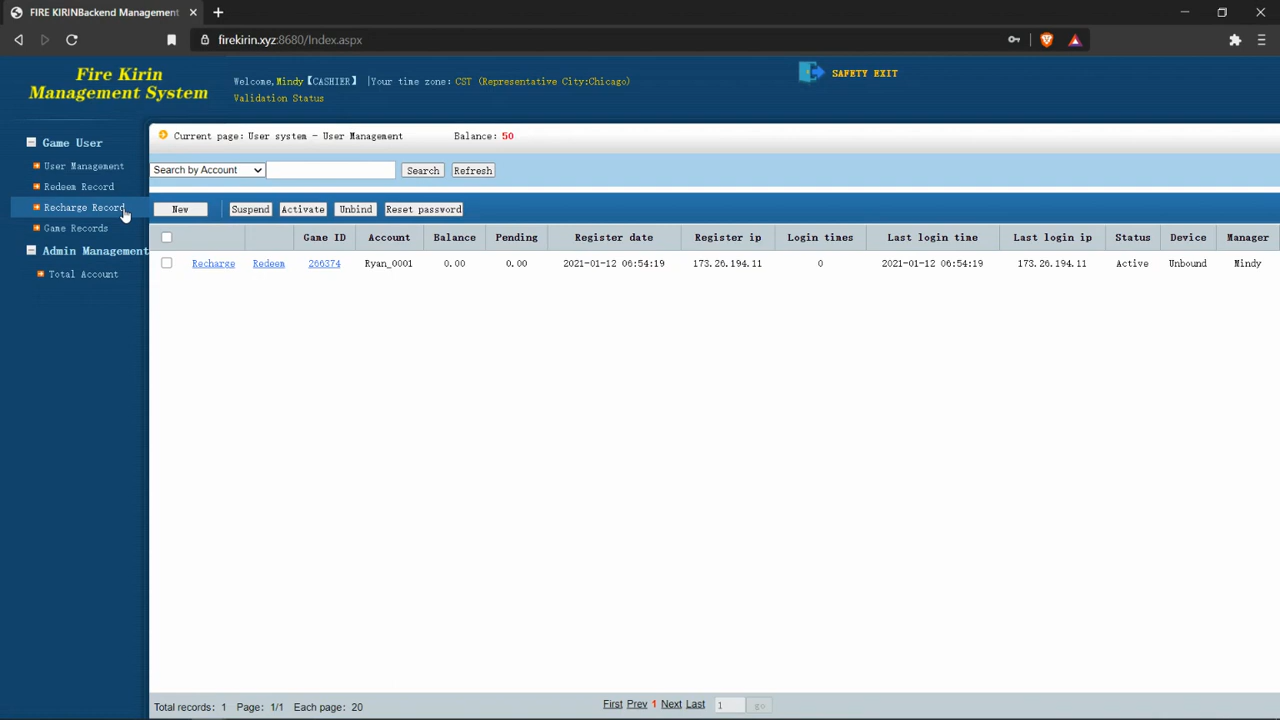 FIRE KIRINBackend Management
firekirin.xyz:8680/Index.aspx
Fire Kirin
Management System
Welcome,Mindy【CASHIER】 |Your time zone: CST (Representative City:Chicago)
Validation Status
SAFETY EXIT
Game User
User Management
Redeem Record
Recharge Record
Game Records
Admin Management
Total Account
Current page: User system - User Management Balance: 50
Search by Account Search Refresh
New Suspend Activate Unbind Reset password
Game ID Account Balance Pending Register date Register ip Login times Last login time Last login ip Status Device Manager
Recharge Redeem 266374 Ryan_0001 0.00 0.00 2021-01-12 06:54:19 173.26.194.11 0 2021-01-12 06:54:19 173.26.194.11 Active Unbound Mindy
Total records: 1 Page: 1/1 Each page: 20 First Prev 1 Next Last 1 go